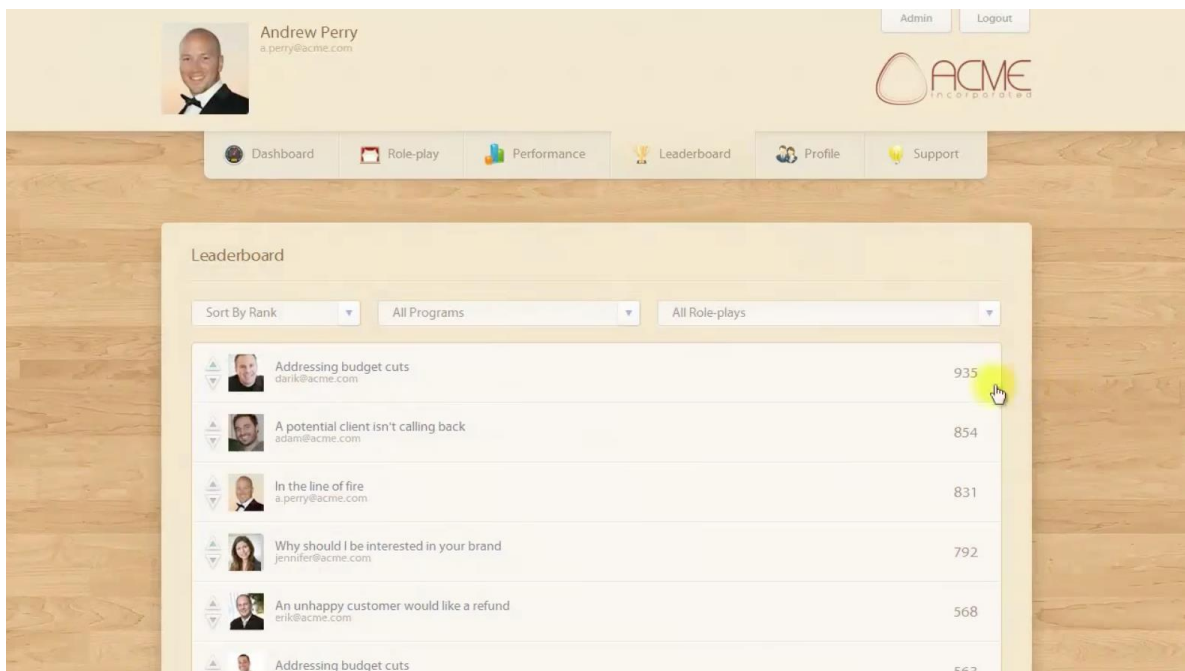 Andrew Perry
a.perry@acme.com
Admin
Logout
ACME
incorporated
Dashboard
Role-play
Performance
Leaderboard
Profile
Support
Leaderboard
Sort By Rank
All Programs
All Role-plays
Addressing budget cuts
darik@acme.com
935
A potential client isn't calling back
adam@acme.com
854
In the line of fire
a.perry@acme.com
831
Why should I be interested in your brand
jennifer@acme.com
792
An unhappy customer would like a refund
erik@acme.com
568
Addressing budget cuts
563